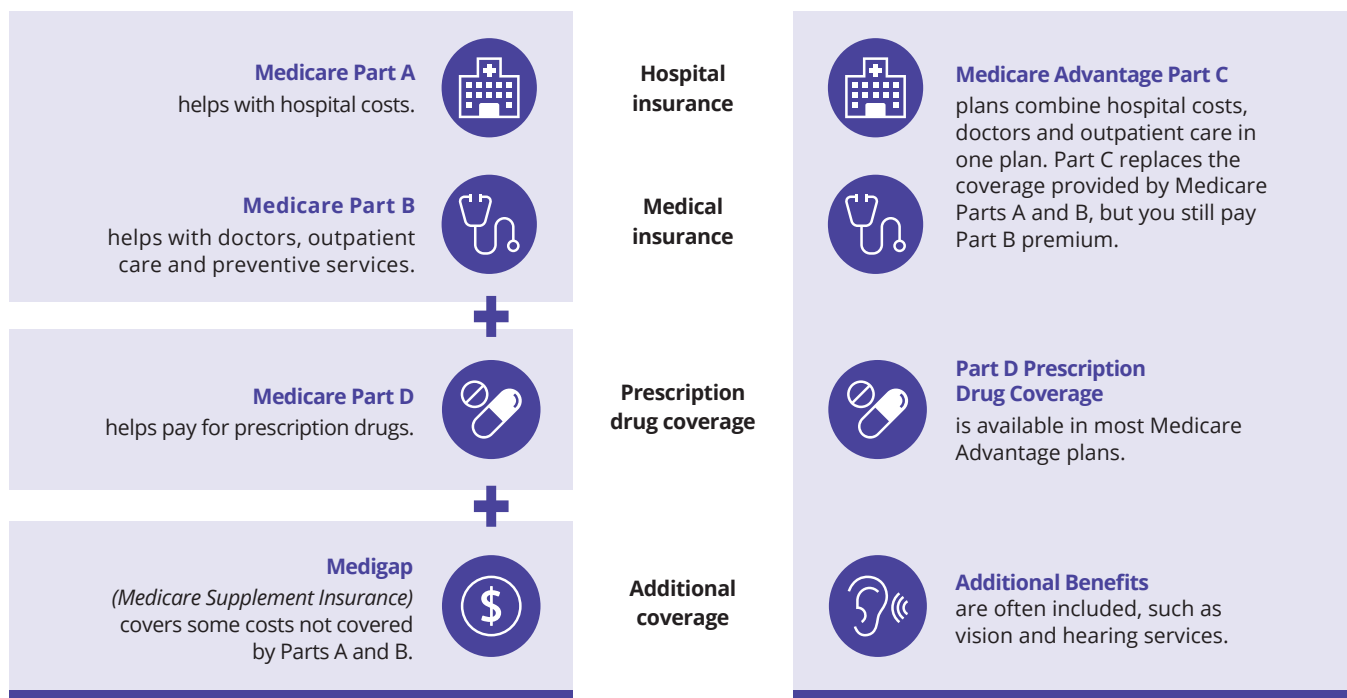 Medicare Part A
helps with hospital costs.
Hospital
insurance
Medicare Advantage Part C
plans combine hospital costs,
doctors and outpatient care in
one plan. Part C replaces the
coverage provided by Medicare
Parts A and B, but you still pay
Part B premium.
Medicare Part B
helps with doctors, outpatient
care and preventive services.
Medical
insurance
Medicare Part D
helps pay for prescription drugs.
Prescription
drug coverage
Part D Prescription
Drug Coverage
is available in most Medicare
Advantage plans.
Medigap
(Medicare Supplement Insurance)
covers some costs not covered
by Parts A and B.
$
Additional
coverage
Additional Benefits
are often included, such as
vision and hearing services.